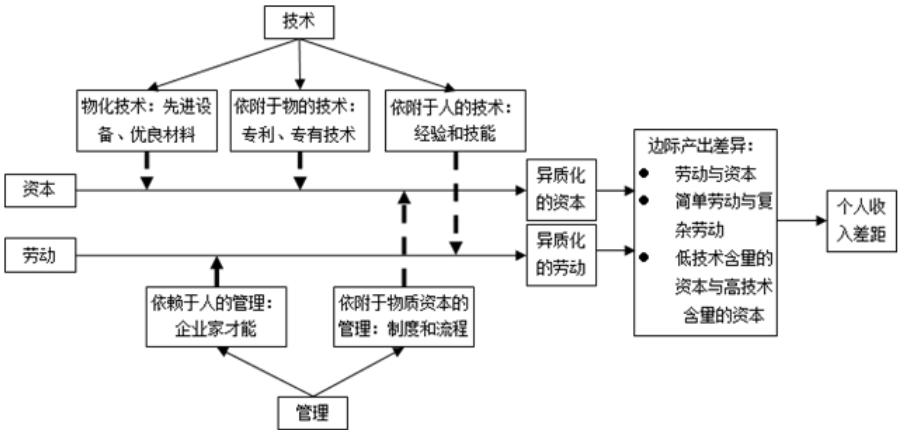 技术
物化技术：先进设
备、优良材料
依附于物的技术：
专利、专有技术
依附于人的技术：
经验和技能
资本
异质化
的资本
劳动
异质化
的劳动
边际产出差异：
● 劳动与资本
● 简单劳动与复
杂劳动
● 低技术含量的
资本与高技术
含量的资本
个人收
入差距
依赖于人的管理：
企业家才能
依附于物质资本的
管理：制度和流程
管理